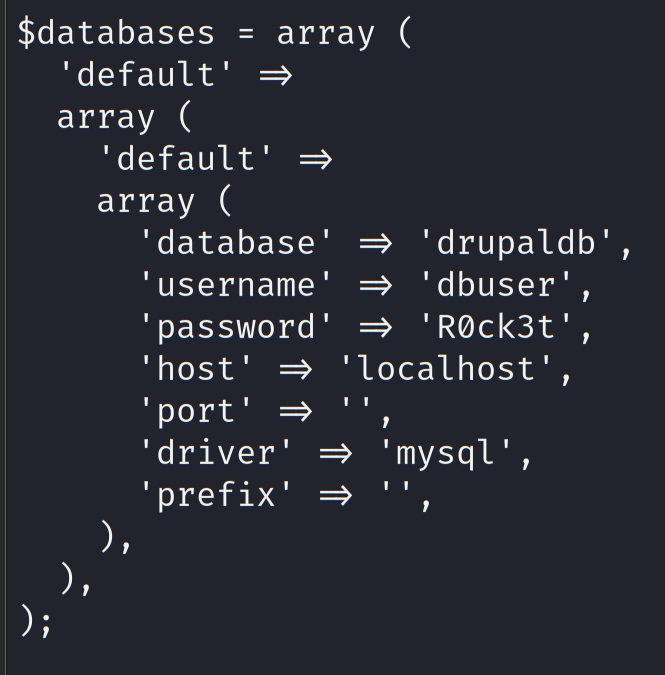 $databases = array (
  'default' =>
  array (
    'default' =>
    array (
      'database' => 'drupaldb',
      'username' => 'dbuser',
      'password' => 'R0ck3t',
      'host' => 'localhost',
      'port' => '',
      'driver' => 'mysql',
      'prefix' => '',
    ),
  ),
);